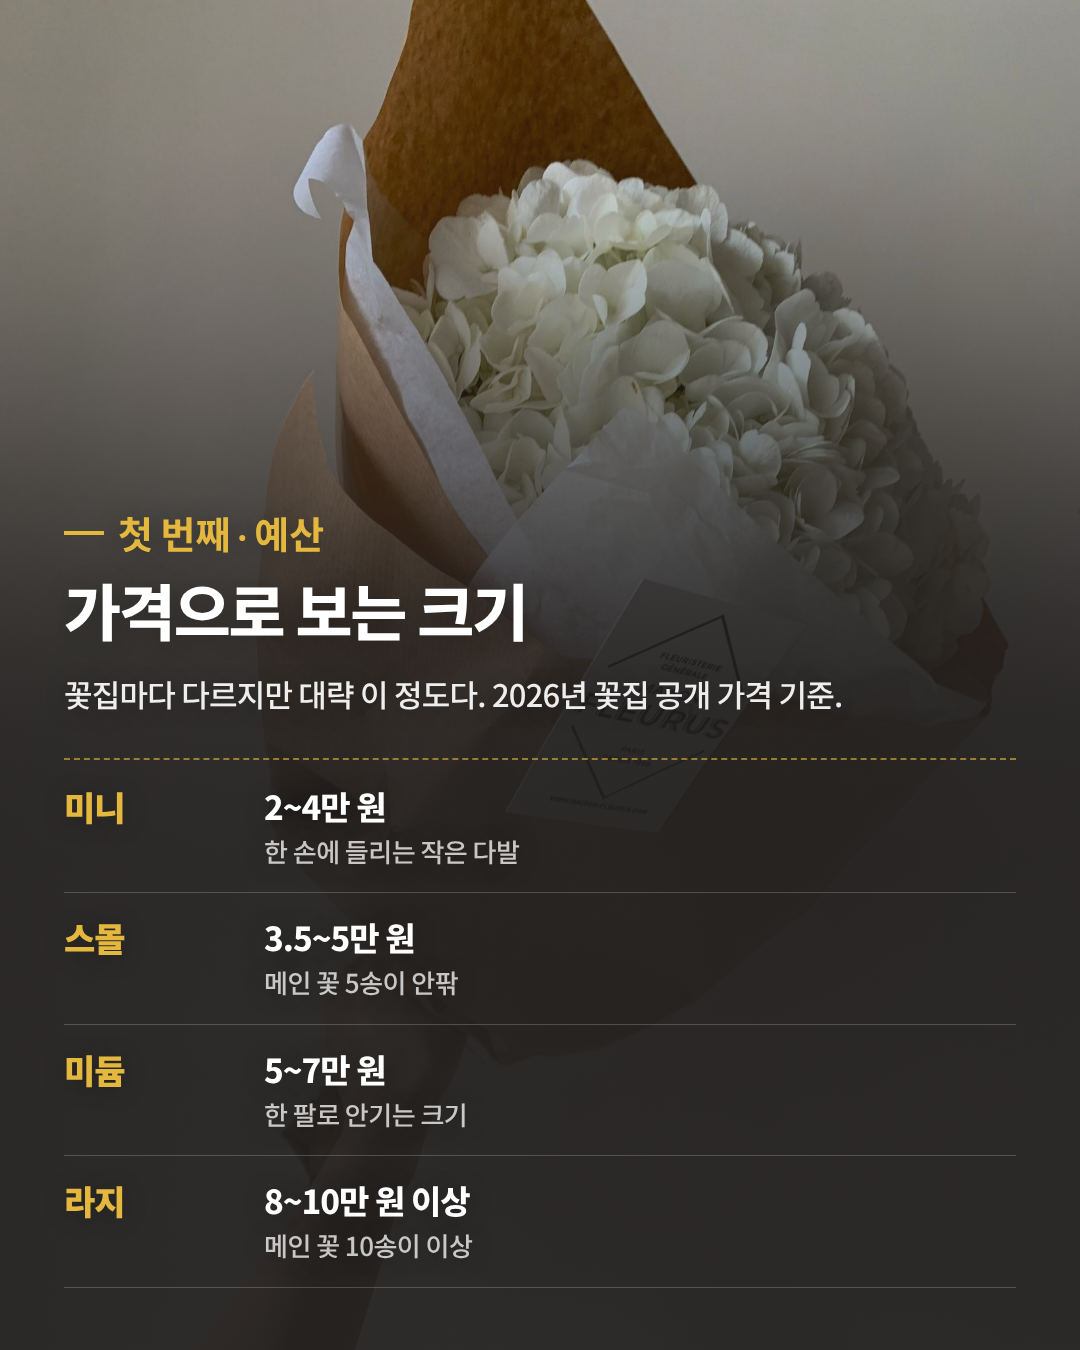 첫 번째 · 예산
가격으로 보는 크기
꽃집마다 다르지만 대략 이 정도다. 2026년 꽃집 공개 가격 기준.
FLEURISTERIE
GÉNÉRALE
미니
2~4만 원
한 손에 들리는 작은 다발
스몰
3.5~5만 원
메인 꽃 5송이 안팎
미듐
5~7만 원
한 팔로 안기는 크기
라지
8~10만 원 이상
메인 꽃 10송이 이상